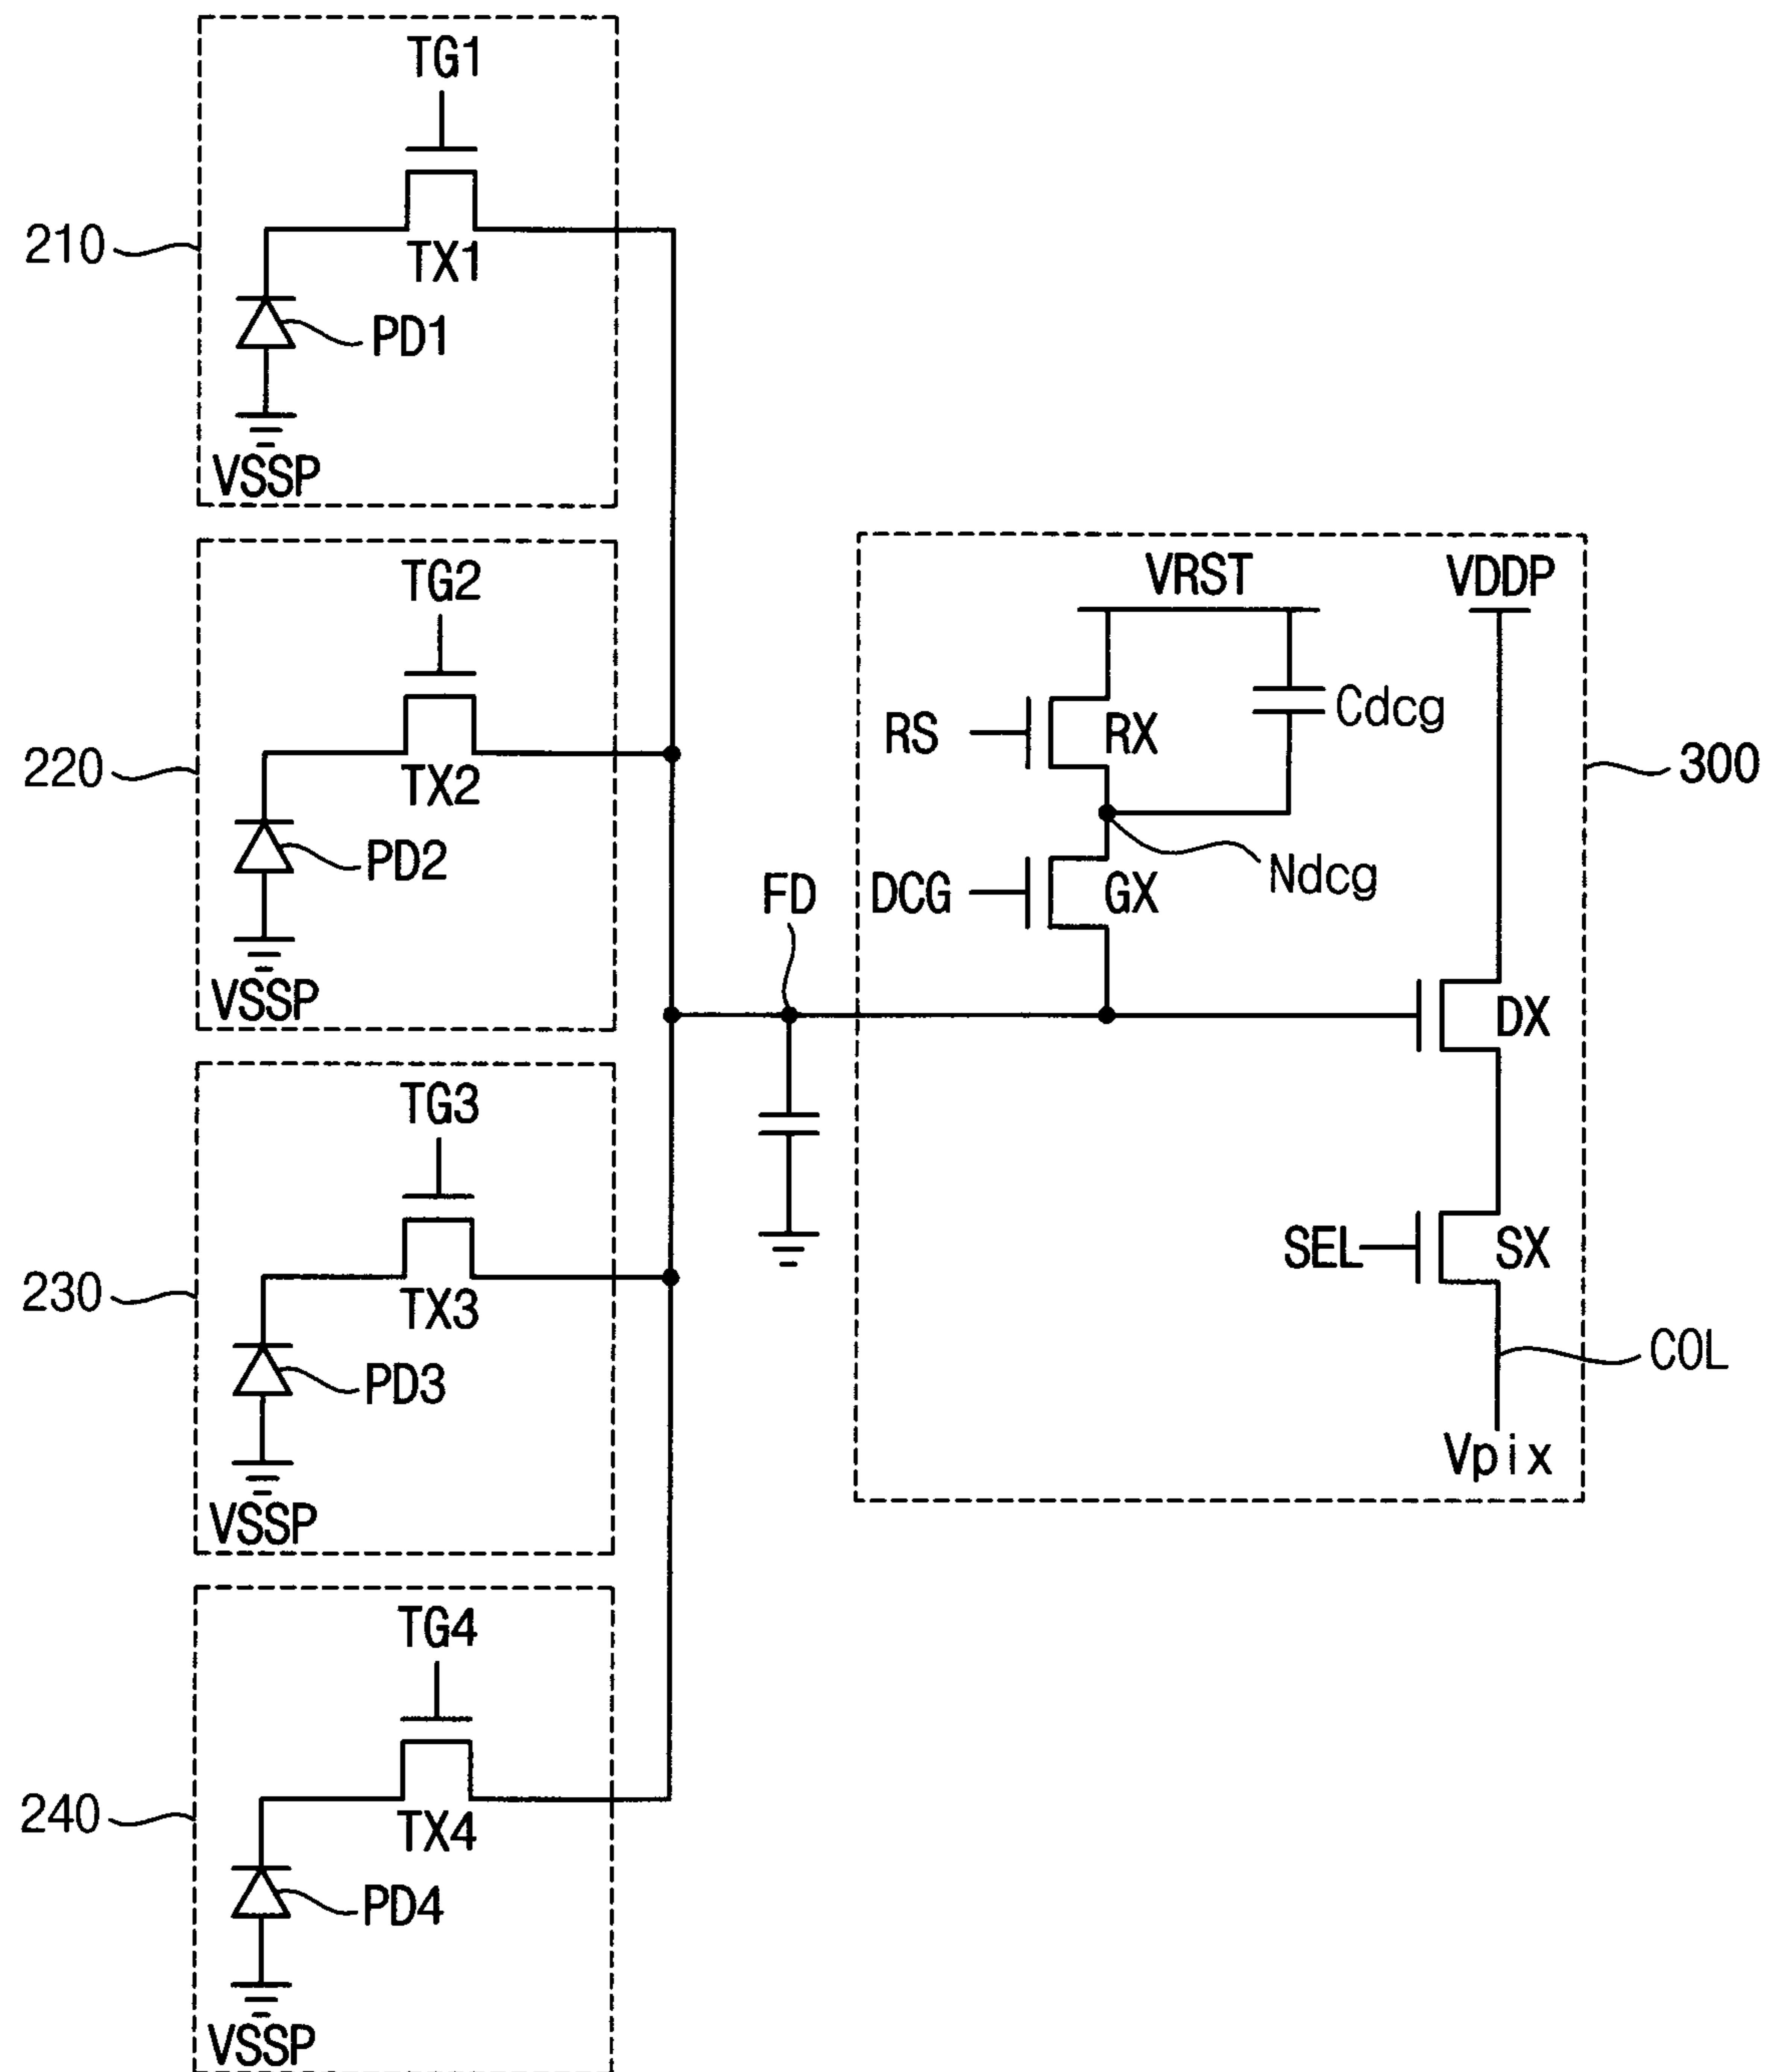 TG1
210
TX1
PD1
VSSP
TG2
220
TX2
PD2
VSSP
TG3
230
TX3
PD3
VSSP
TG4
240
TX4
PD4
VSSP
FD
VRST
VDDP
RS
RX
Cdcg
300
DCG
GX
Ndcg
DX
SEL
SX
COL
Vpix